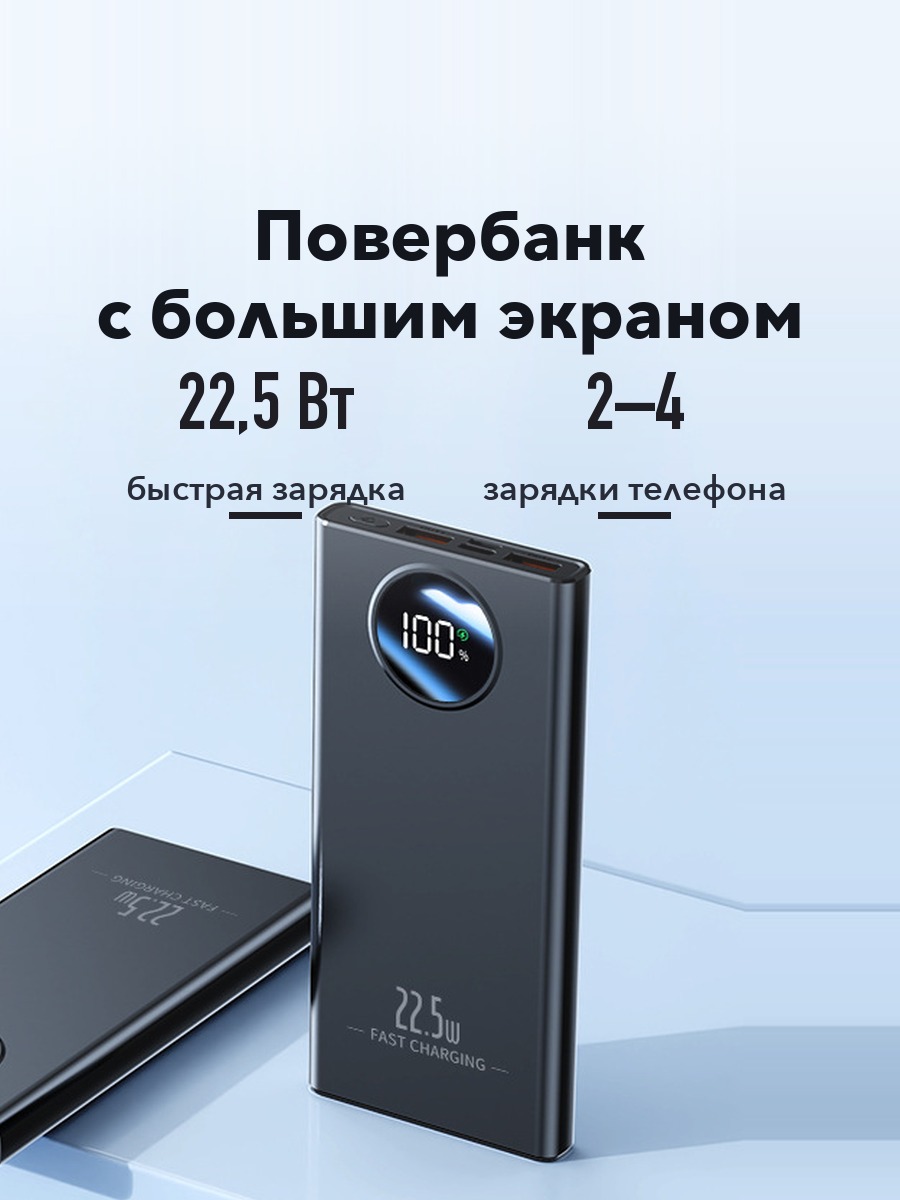 Повербанк
с большим экраном
22,5 Вт
быстрая зарядка
2–4
зарядки телефона
100%
22.5W
FAST CHARGING
22.5W
FAST CHARGING